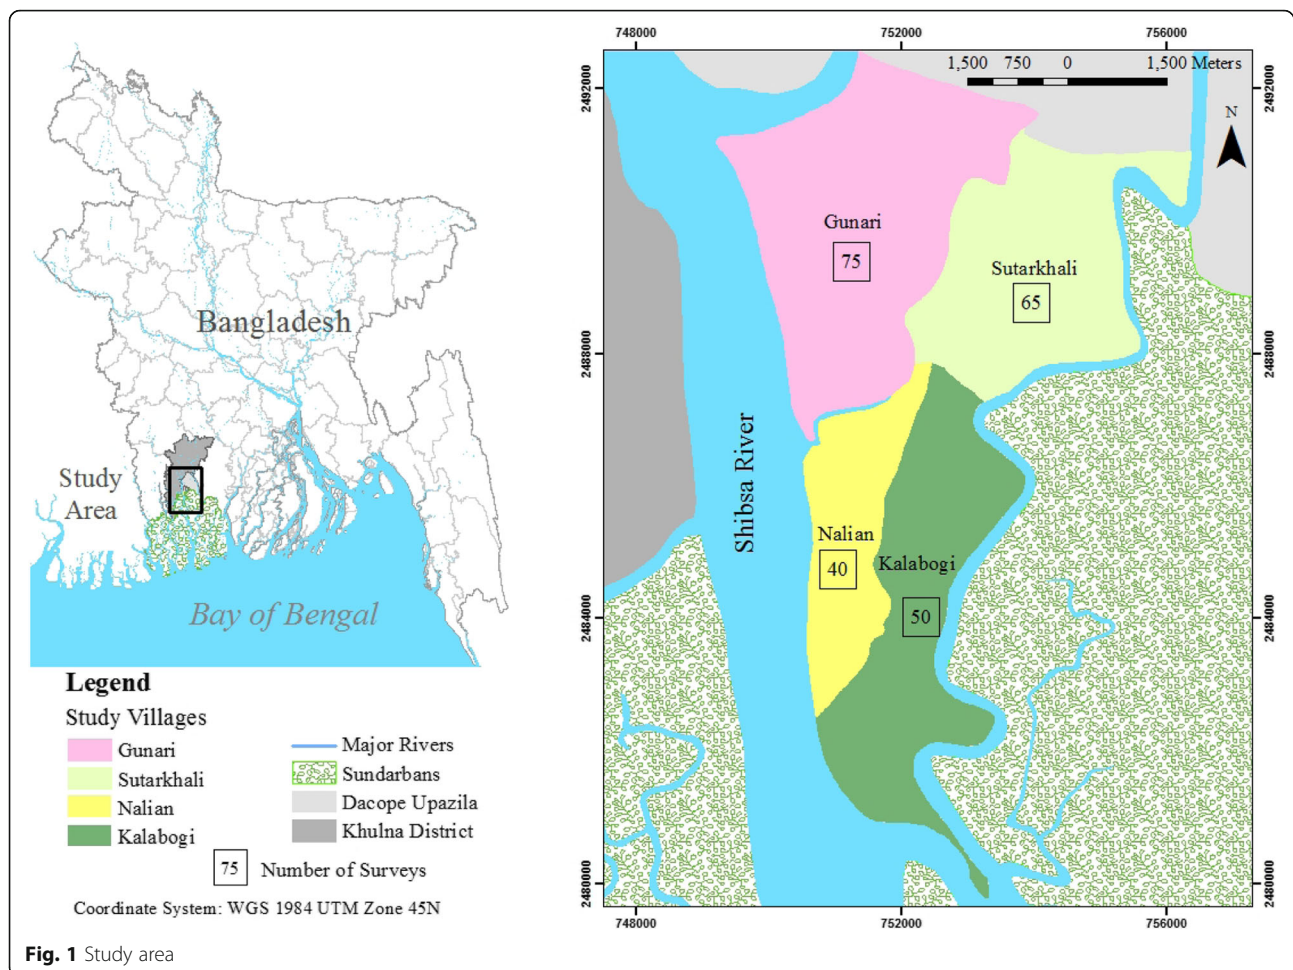 Bangladesh
Study
Area
Bay of Bengal
Legend
Study Villages
Gunari
Sutarkhali
Nalian
Kalabogi
Major Rivers
Sundarbans
Dacope Upazila
Khulna District
75 Number of Surveys
Coordinate System: WGS 1984 UTM Zone 45N
748000 752000 756000
1,500 750 0 1,500 Meters
N
2492000 2492000
Gunari
75
Sutarkhali
65
2488000 2488000
Shibsa River
Nalian
40
Kalabogi
50
2484000 2484000
2480000 2480000
748000 752000 756000
Fig. 1 Study area